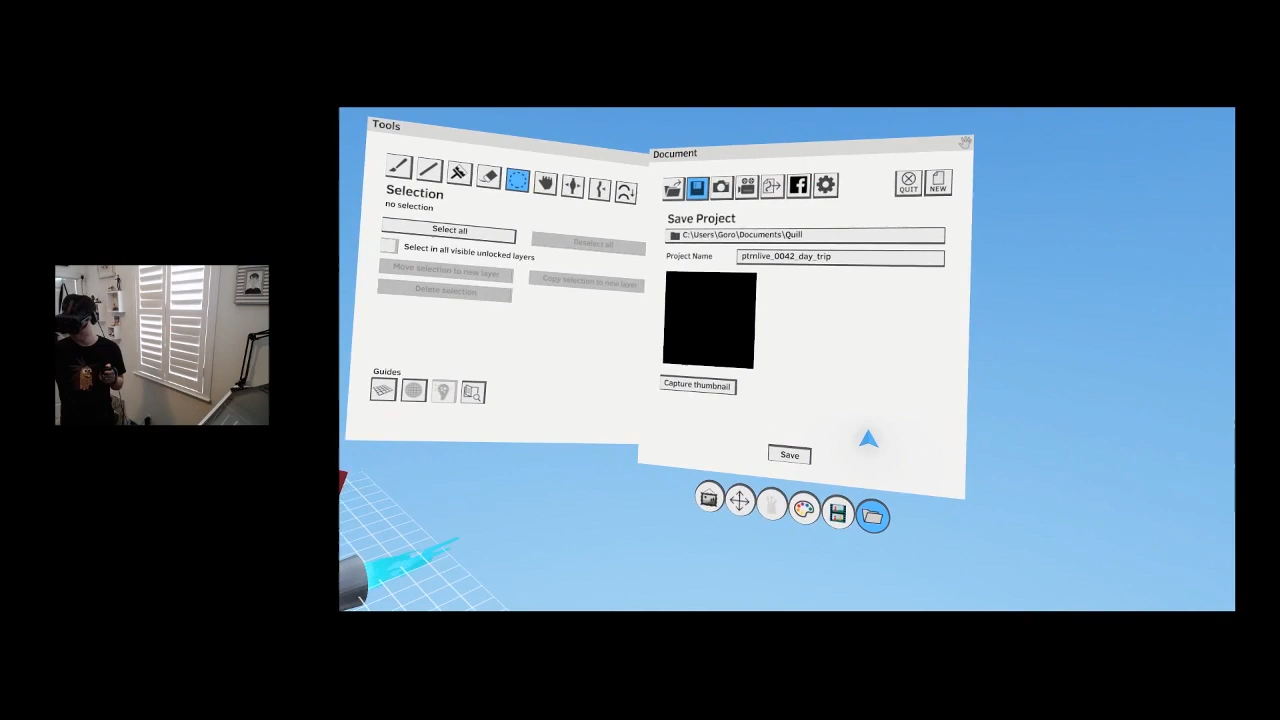 Tools
Selection
no selection
Select all
Deselect all
Select in all visible unlocked layers
Move selection to new layer
Copy selection to new layer
Delete selection
Guides
Document
QUIT
NEW
Save Project
C:\Users\Goro\Documents\Quill
Project Name
ptmlive_0042_day_trip
Capture thumbnail
Save